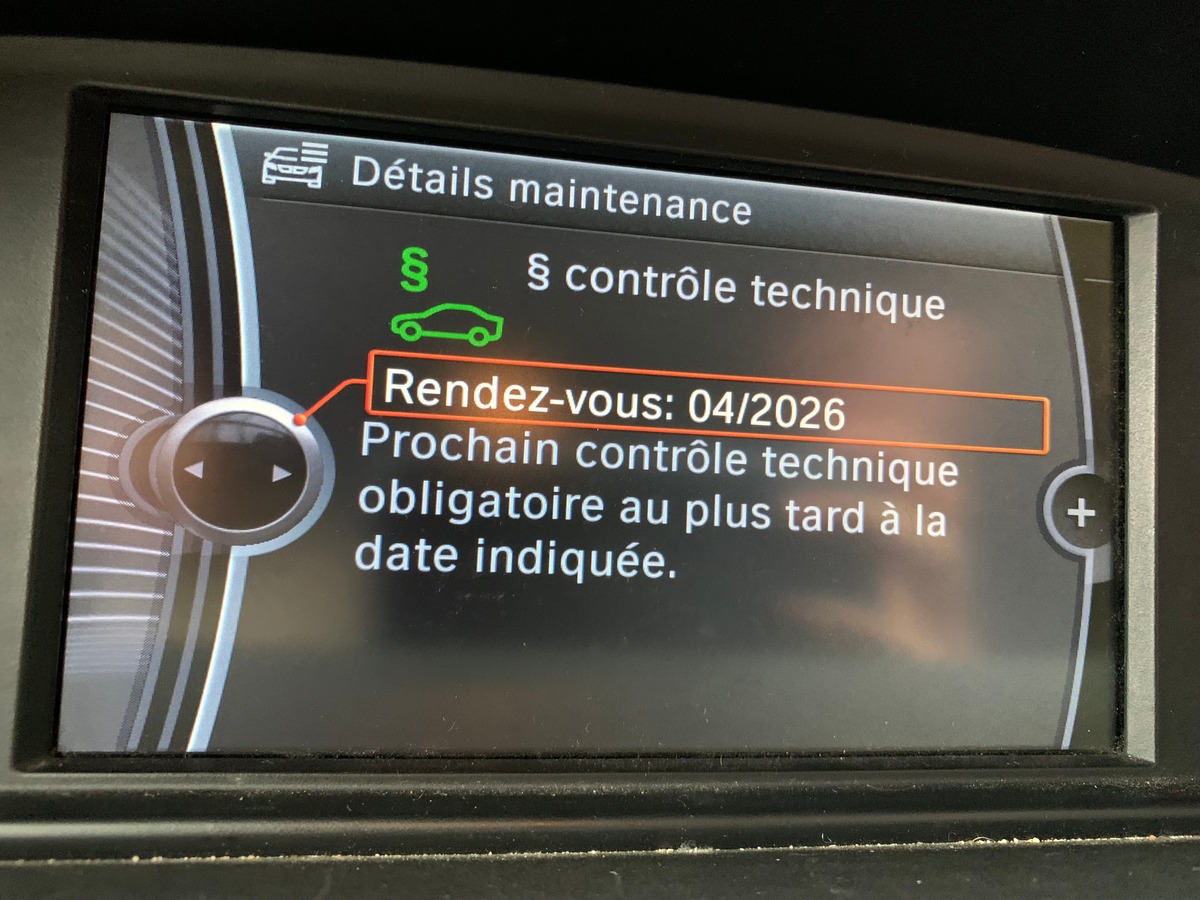 Détails maintenance
§
§ contrôle technique
Rendez-vous: 04/2026
Prochain contrôle technique
obligatoire au plus tard à la
date indiquée.
+